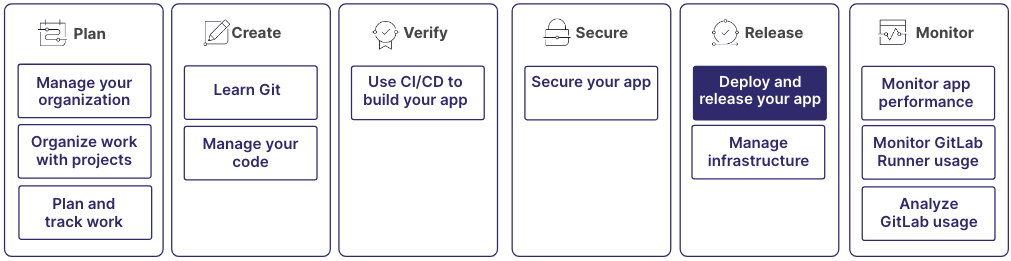 Plan
Manage your
organization
Organize work
with projects
Plan and
track work
Create
Learn Git
Manage your
code
Verify
Use CI/CD to
build your app
Secure
Secure your app
Release
Deploy and
release your app
Manage
infrastructure
Monitor
Monitor app
performance
Monitor GitLab
Runner usage
Analyze
GitLab usage